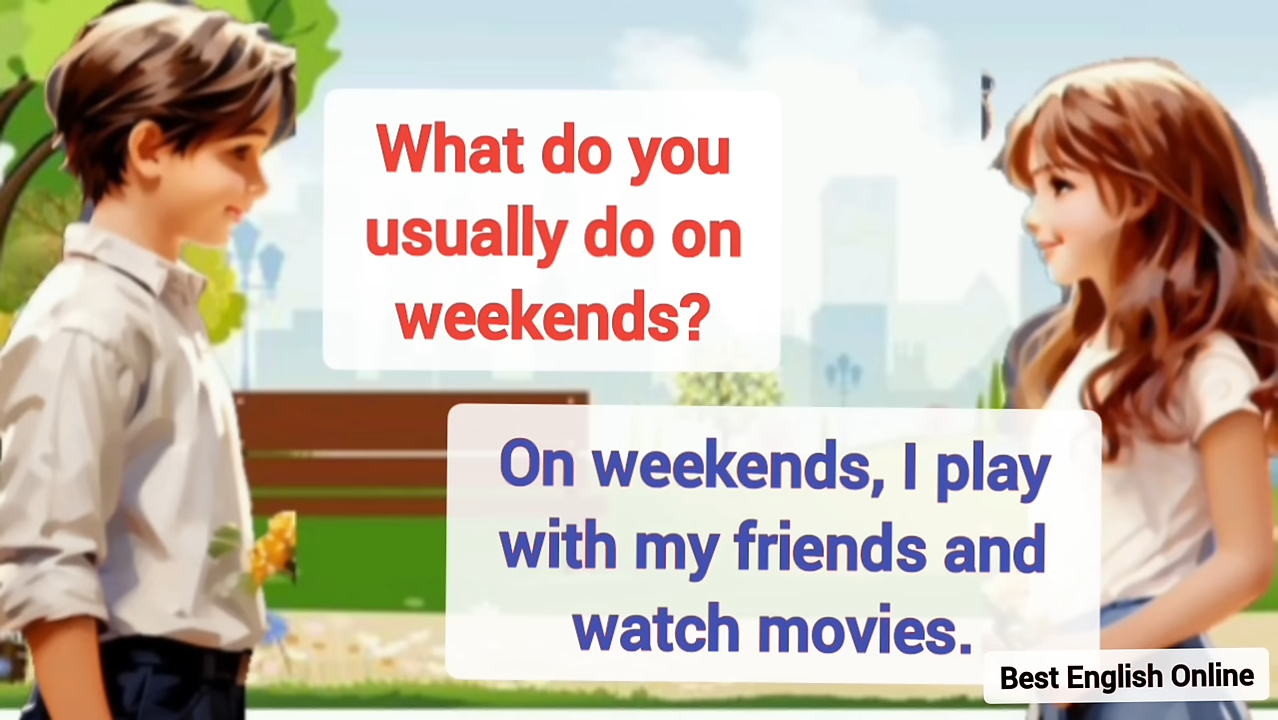 What do you
usually do on
weekends?
On weekends, I play
with my friends and
watch movies.
Best English Online